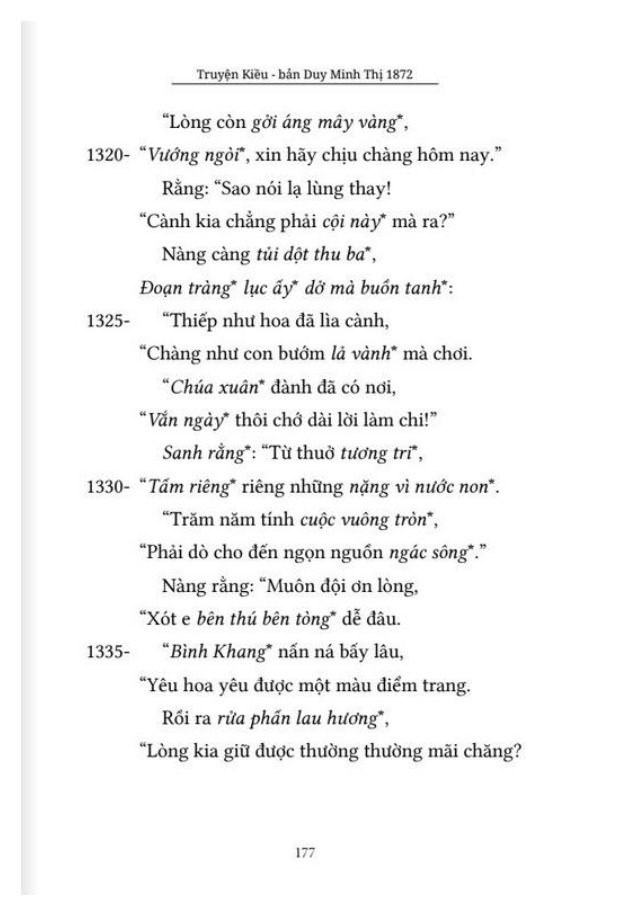 Truyện Kiều - bản Duy Minh Thị 1872
“Lòng còn gởi áng mây vàng*,
1320- “Vướng ngòi*, xin hãy chịu chàng hôm nay.”
Rằng: “Sao nói lạ lùng thay!
“Cành kia chẳng phải cội này* mà ra?”
Nàng càng tủi dột thu ba*,
Đoạn tràng* lục ấy* dở mà buồn tanh*:
1325- “Thiếp như hoa đã lìa cành,
“Chàng như con bướm lả vành* mà chơi.
“Chúa xuân* đành đã có nơi,
“Vắn ngày* thôi chớ dài lời làm chi!”
Sanh rằng*: “Từ thuở tương tri*,
1330- “Tấm riêng* riêng những nặng vì nước non*.
“Trăm năm tính cuộc vuông tròn*,
“Phải dò cho đến ngọn nguồn ngác sông*.”
Nàng rằng: “Muôn đội ơn lòng,
“Xót e bên thú bên tòng* dễ đâu.
1335- “Bình Khang* nấn ná bấy lâu,
“Yêu hoa yêu được một màu điểm trang.
Rồi ra rửa phấn lau hương*,
“Lòng kia giữ được thường thường mãi chăng?
177